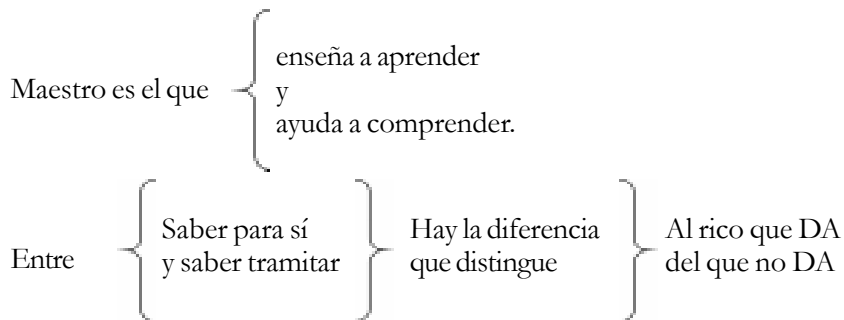 enseña a aprender
Maestro es el que y
ayuda a comprender.
Saber para sí Hay la diferencia Al rico que DA
Entre y saber tramitar que distingue del que no DA